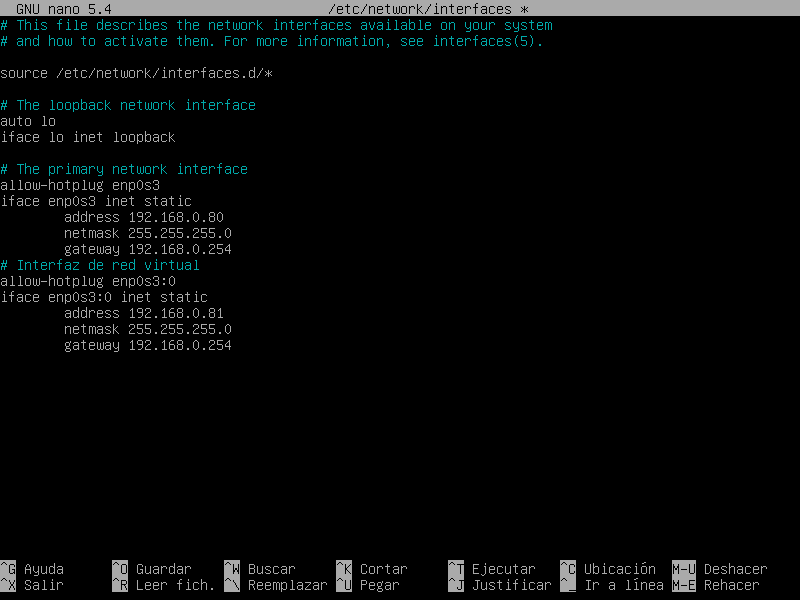 GNU nano 5.4 /etc/network/interfaces *
# This file describes the network interfaces available on your system
# and how to activate them. For more information, see interfaces(5).
source /etc/network/interfaces.d/*
# The loopback network interface
auto lo
iface lo inet loopback
# The primary network interface
allow-hotplug enp0s3
iface enp0s3 inet static
address 192.168.0.80
netmask 255.255.255.0
gateway 192.168.0.254
# Interfaz de red virtual
allow-hotplug enp0s3:0
iface enp0s3:0 inet static
address 192.168.0.81
netmask 255.255.255.0
gateway 192.168.0.254
^G Ayuda ^O Guardar ^W Buscar ^K Cortar ^T Ejecutar ^C Ubicación M-U Deshacer
^X Salir ^R Leer fich. ^\ Reemplazar ^U Pegar ^J Justificar ^_ Ir a línea M-E Rehacer